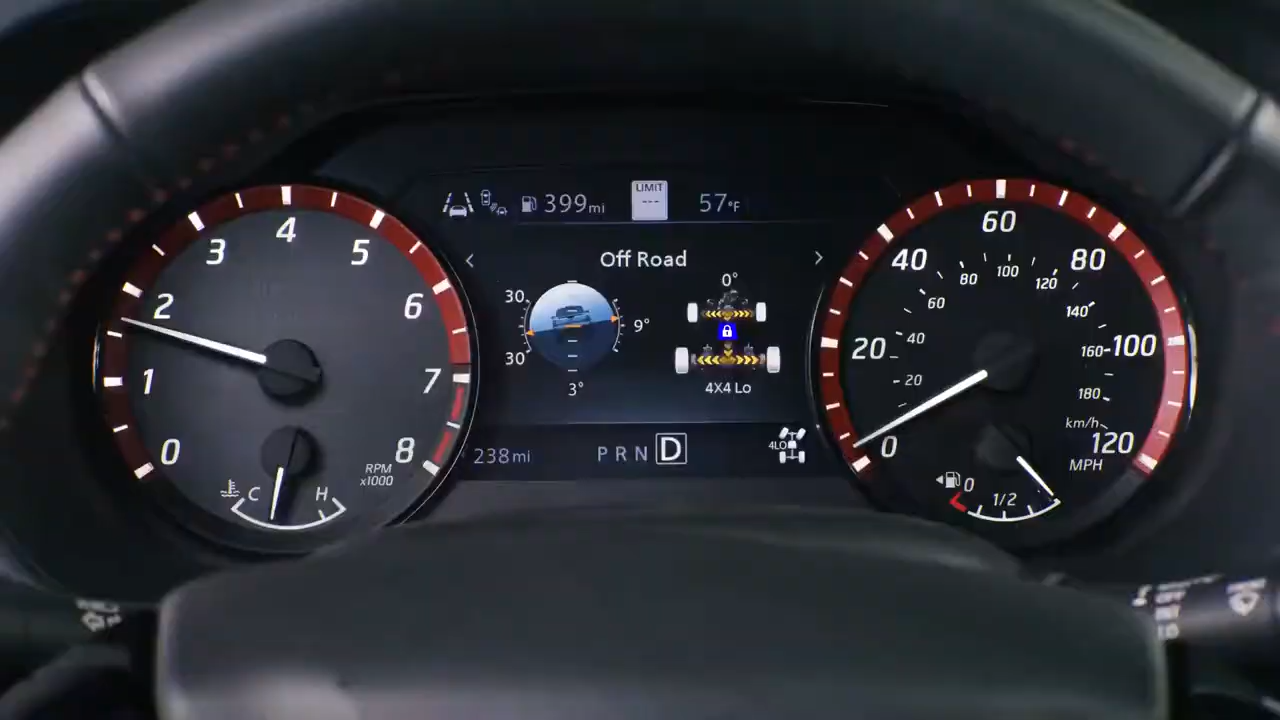 399mi
LIMIT
---
57°F
< Off Road >
30
30
9°
3°
0°
4X4 Lo
238mi
P R N D
4LO
0
1
2
3
4
5
6
7
8
RPM
x1000
C
H
0
20
40
60
80
100
120
MPH
20
40
60
80
100
120
140
160
180
km/h
0
1/2